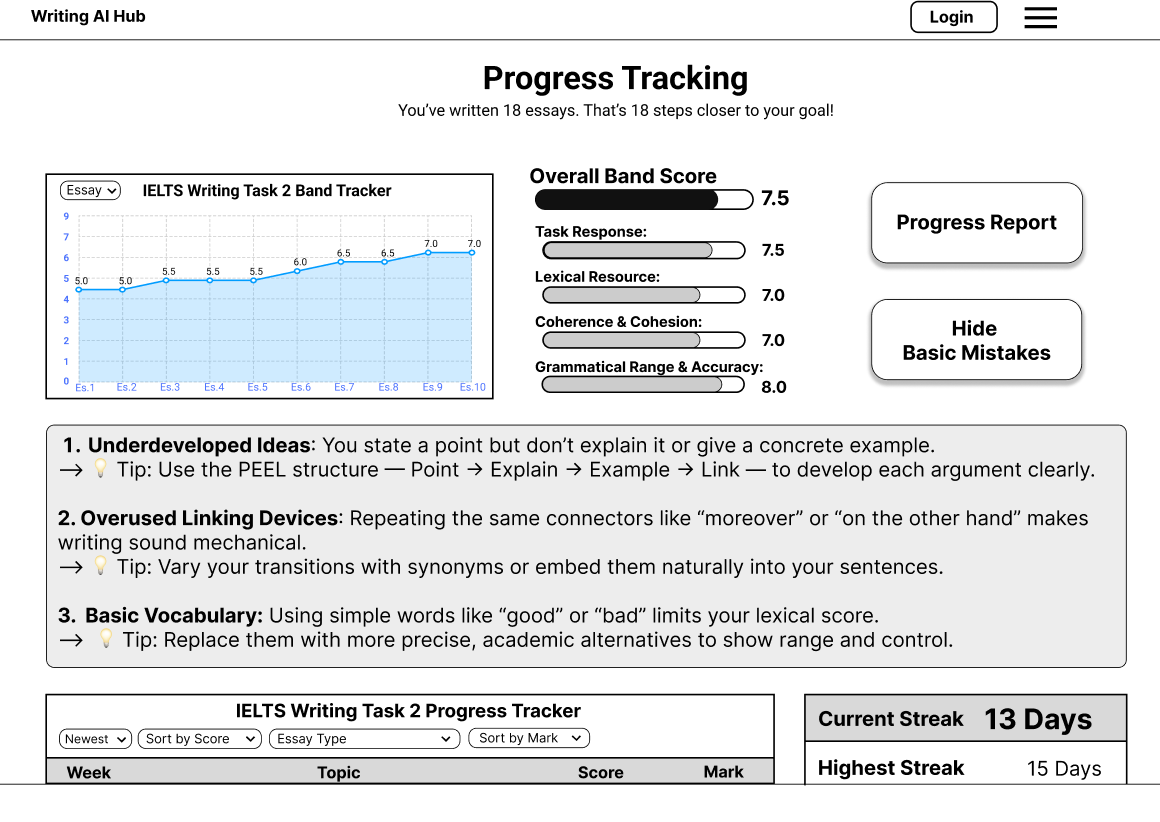 Writing AI Hub
Login
Progress Tracking
You’ve written 18 essays. That’s 18 steps closer to your goal!
Essay
IELTS Writing Task 2 Band Tracker
9
7
6
5
4
3
2
1
0
5.0
5.0
5.5
5.5
5.5
6.0
6.5
6.5
7.0
7.0
Es.1
Es.2
Es.3
Es.4
Es.5
Es.6
Es.7
Es.8
Es.9
Es.10
Overall Band Score
7.5
Task Response:
7.5
Lexical Resource:
7.0
Coherence & Cohesion:
7.0
Grammatical Range & Accuracy:
8.0
Progress Report
Hide
Basic Mistakes
1. Underdeveloped Ideas: You state a point but don’t explain it or give a concrete example.
→ 💡 Tip: Use the PEEL structure — Point → Explain → Example → Link — to develop each argument clearly.
2. Overused Linking Devices: Repeating the same connectors like “moreover” or “on the other hand” makes
writing sound mechanical.
→ 💡 Tip: Vary your transitions with synonyms or embed them naturally into your sentences.
3. Basic Vocabulary: Using simple words like “good” or “bad” limits your lexical score.
→ 💡 Tip: Replace them with more precise, academic alternatives to show range and control.
IELTS Writing Task 2 Progress Tracker
Newest
Sort by Score
Essay Type
Sort by Mark
Week
Topic
Score
Mark
Current Streak 13 Days
Highest Streak 15 Days